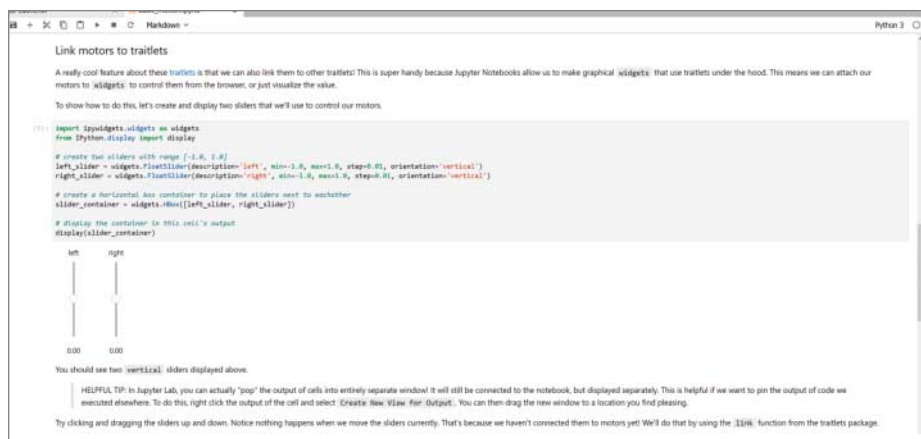 Markdown
Python 3
Link motors to traitlets
A really cool feature about these traitlets is that we can also link them to other traitlets! This is super handy because Jupyter Notebooks allow us to make graphical widgets that use traitlets under the hood. This means we can attach our
motors to widgets to control them from the browser, or just visualize the value.
To show how to do this, let's create and display two sliders that we'll use to control our motors.
import ipywidgets.widgets as widgets
from IPython.display import display
# create two sliders with range [-1.0, 1.0]
left_slider = widgets.FloatSlider(description='left', min=-1.0, max=1.0, step=0.01, orientation='vertical')
right_slider = widgets.FloatSlider(description='right', min=-1.0, max=1.0, step=0.01, orientation='vertical')
# create a horizontal box container to place the sliders next to eachother
slider_container = widgets.HBox([left_slider, right_slider])
# display the container in this cell's output
display(slider_container)
left right
0.00 0.00
You should see two vertical sliders displayed above.
HELPFUL TIP: In Jupyter Lab, you can actually "pop" the output of cells into entirely separate window! It will still be connected to the notebook, but displayed separately. This is helpful if we want to pin the output of code we
executed elsewhere. To do this, right click the output of the cell and select Create New View for Output. You can then drag the new window to a location you find pleasing.
Try clicking and dragging the sliders up and down. Notice nothing happens when we move the sliders currently. That's because we haven't connected them to motors yet! We'll do that by using the link function from the traitlets package.